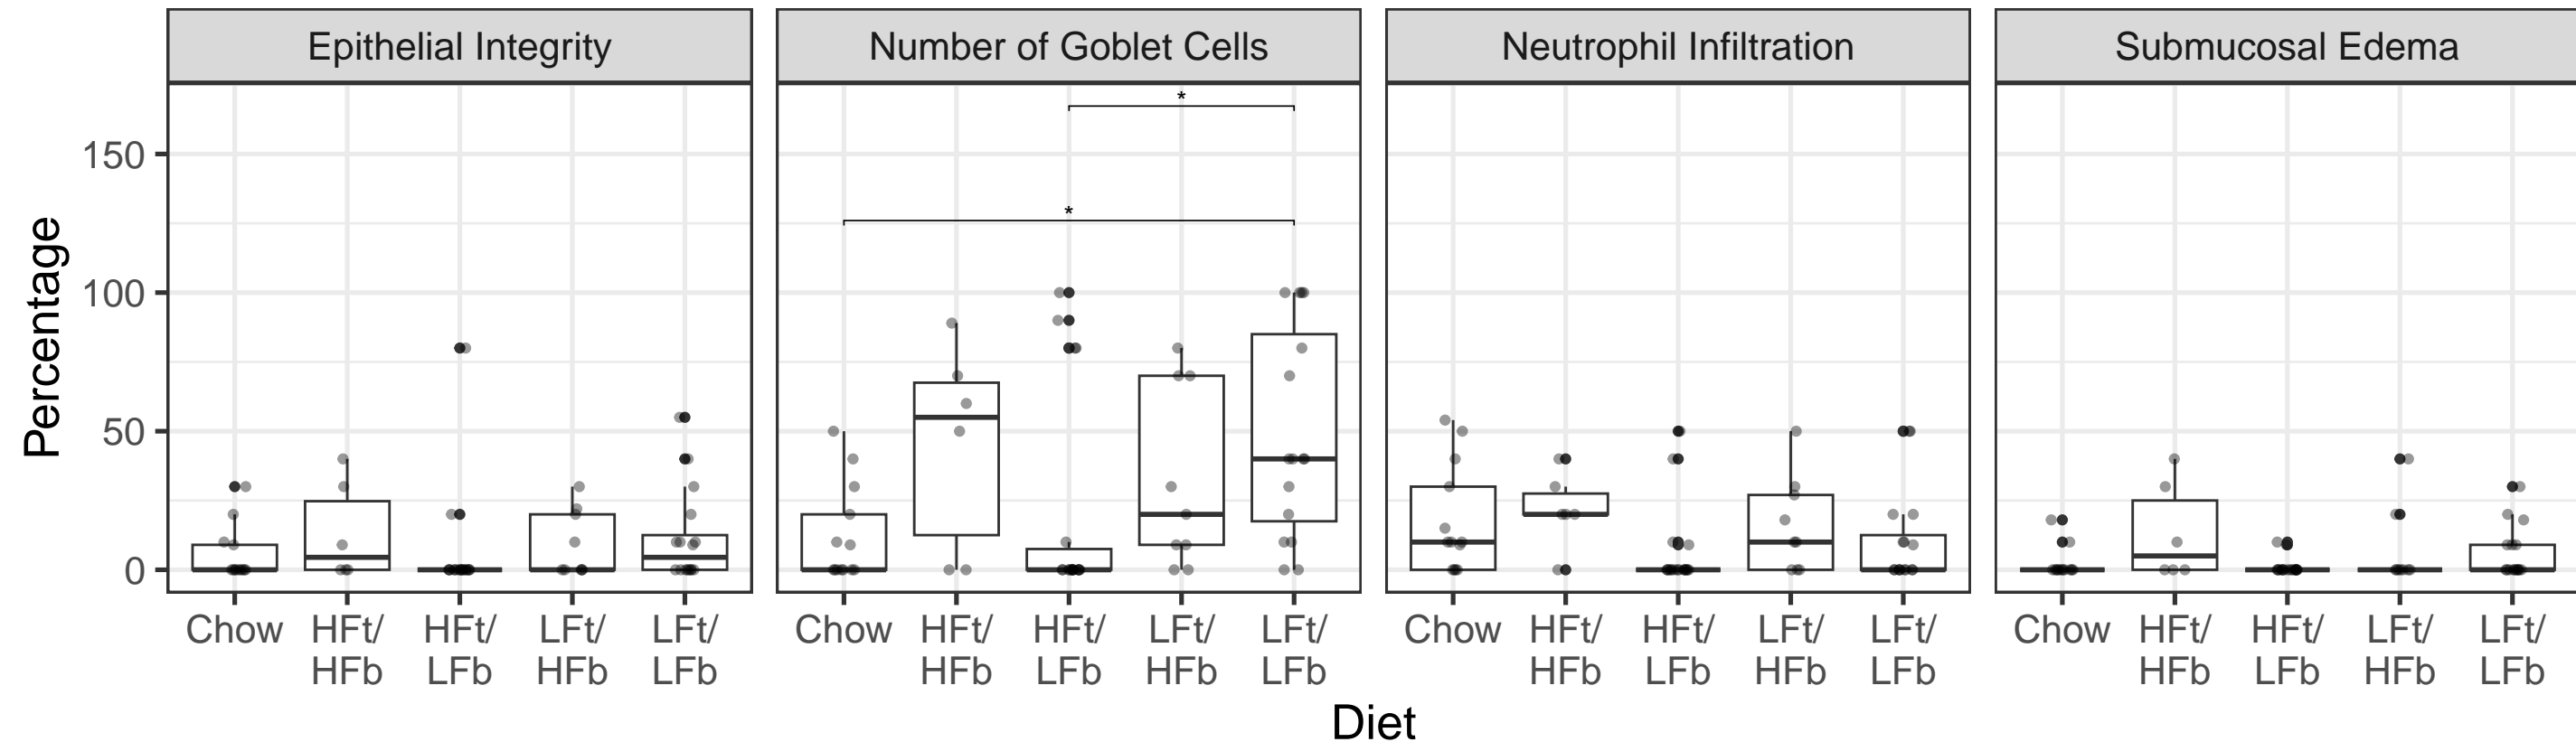 Epithelial Integrity
Number of Goblet Cells
Neutrophil Infiltration
Submucosal Edema
Percentage
150
100
50
0
*
*
Chow HFt/ HFt/ LFt/ LFt/
HFb LFb HFb LFb
Chow HFt/ HFt/ LFt/ LFt/
HFb LFb HFb LFb
Chow HFt/ HFt/ LFt/ LFt/
HFb LFb HFb LFb
Chow HFt/ HFt/ LFt/ LFt/
HFb LFb HFb LFb
Diet